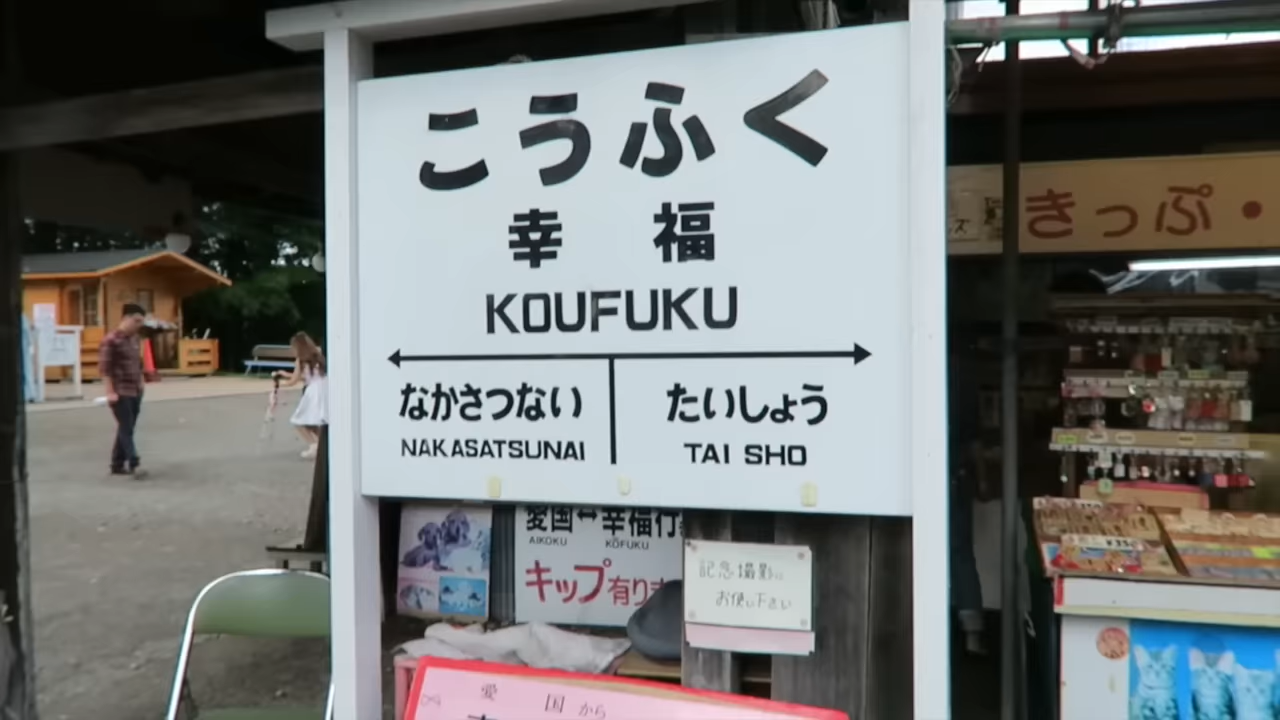 こうふく
幸福
KOUFUKU
なかさつない
たいしょう
NAKASATSUNAI
TAI SHO
きっぷ・
愛国↔幸福行
AIKOKU
KŌFUKU
キップ有りま
記念撮影に
お使い下さい
愛国から